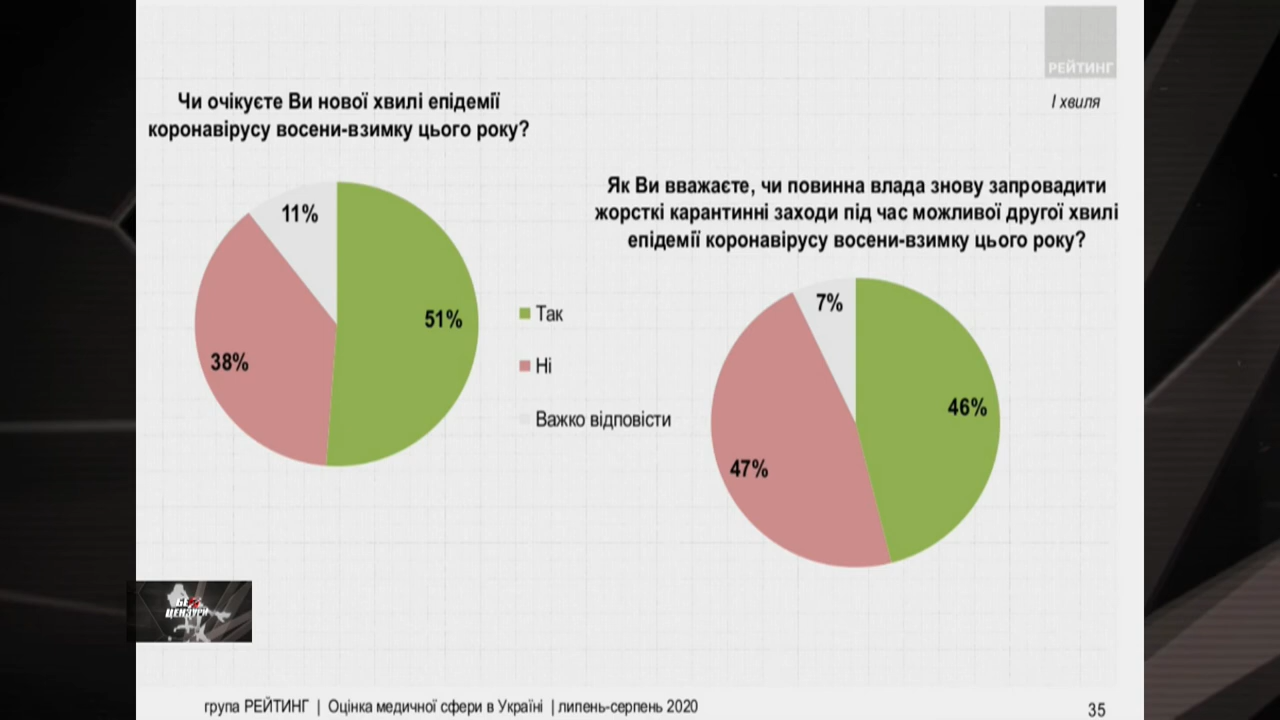 РЕЙТИНГ
І хвиля
Чи очікуєте Ви нової хвилі епідемії
коронавірусу восени-взимку цього року?
11%
51%
38%
Так
Ні
Важко відповісти
Як Ви вважаєте, чи повинна влада знову запровадити
жорсткі карантинні заходи під час можливої другої хвилі
епідемії коронавірусу восени-взимку цього року?
7%
46%
47%
БЕЗ
ЦЕНЗУРИ
група РЕЙТИНГ | Оцінка медичної сфери в Україні | липень-серпень 2020
35